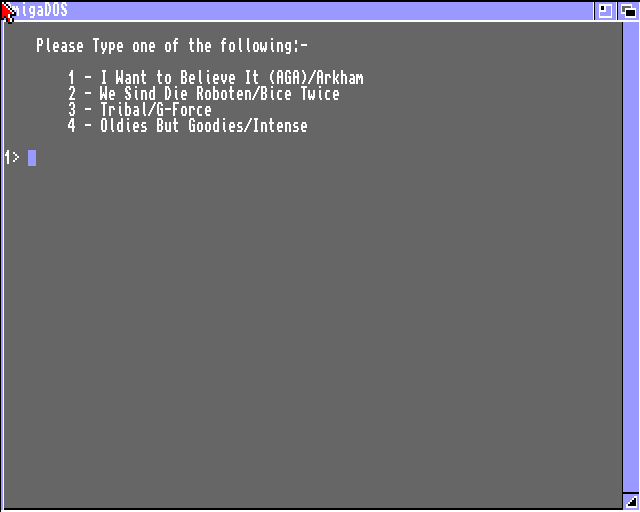 migaDOS
Please Type one of the following:-
1 - I Want to Believe It (AGA)/Arkham
2 - We Sind Die Roboten/Bice Twice
3 - Tribal/G-Force
4 - Oldies But Goodies/Intense
1>